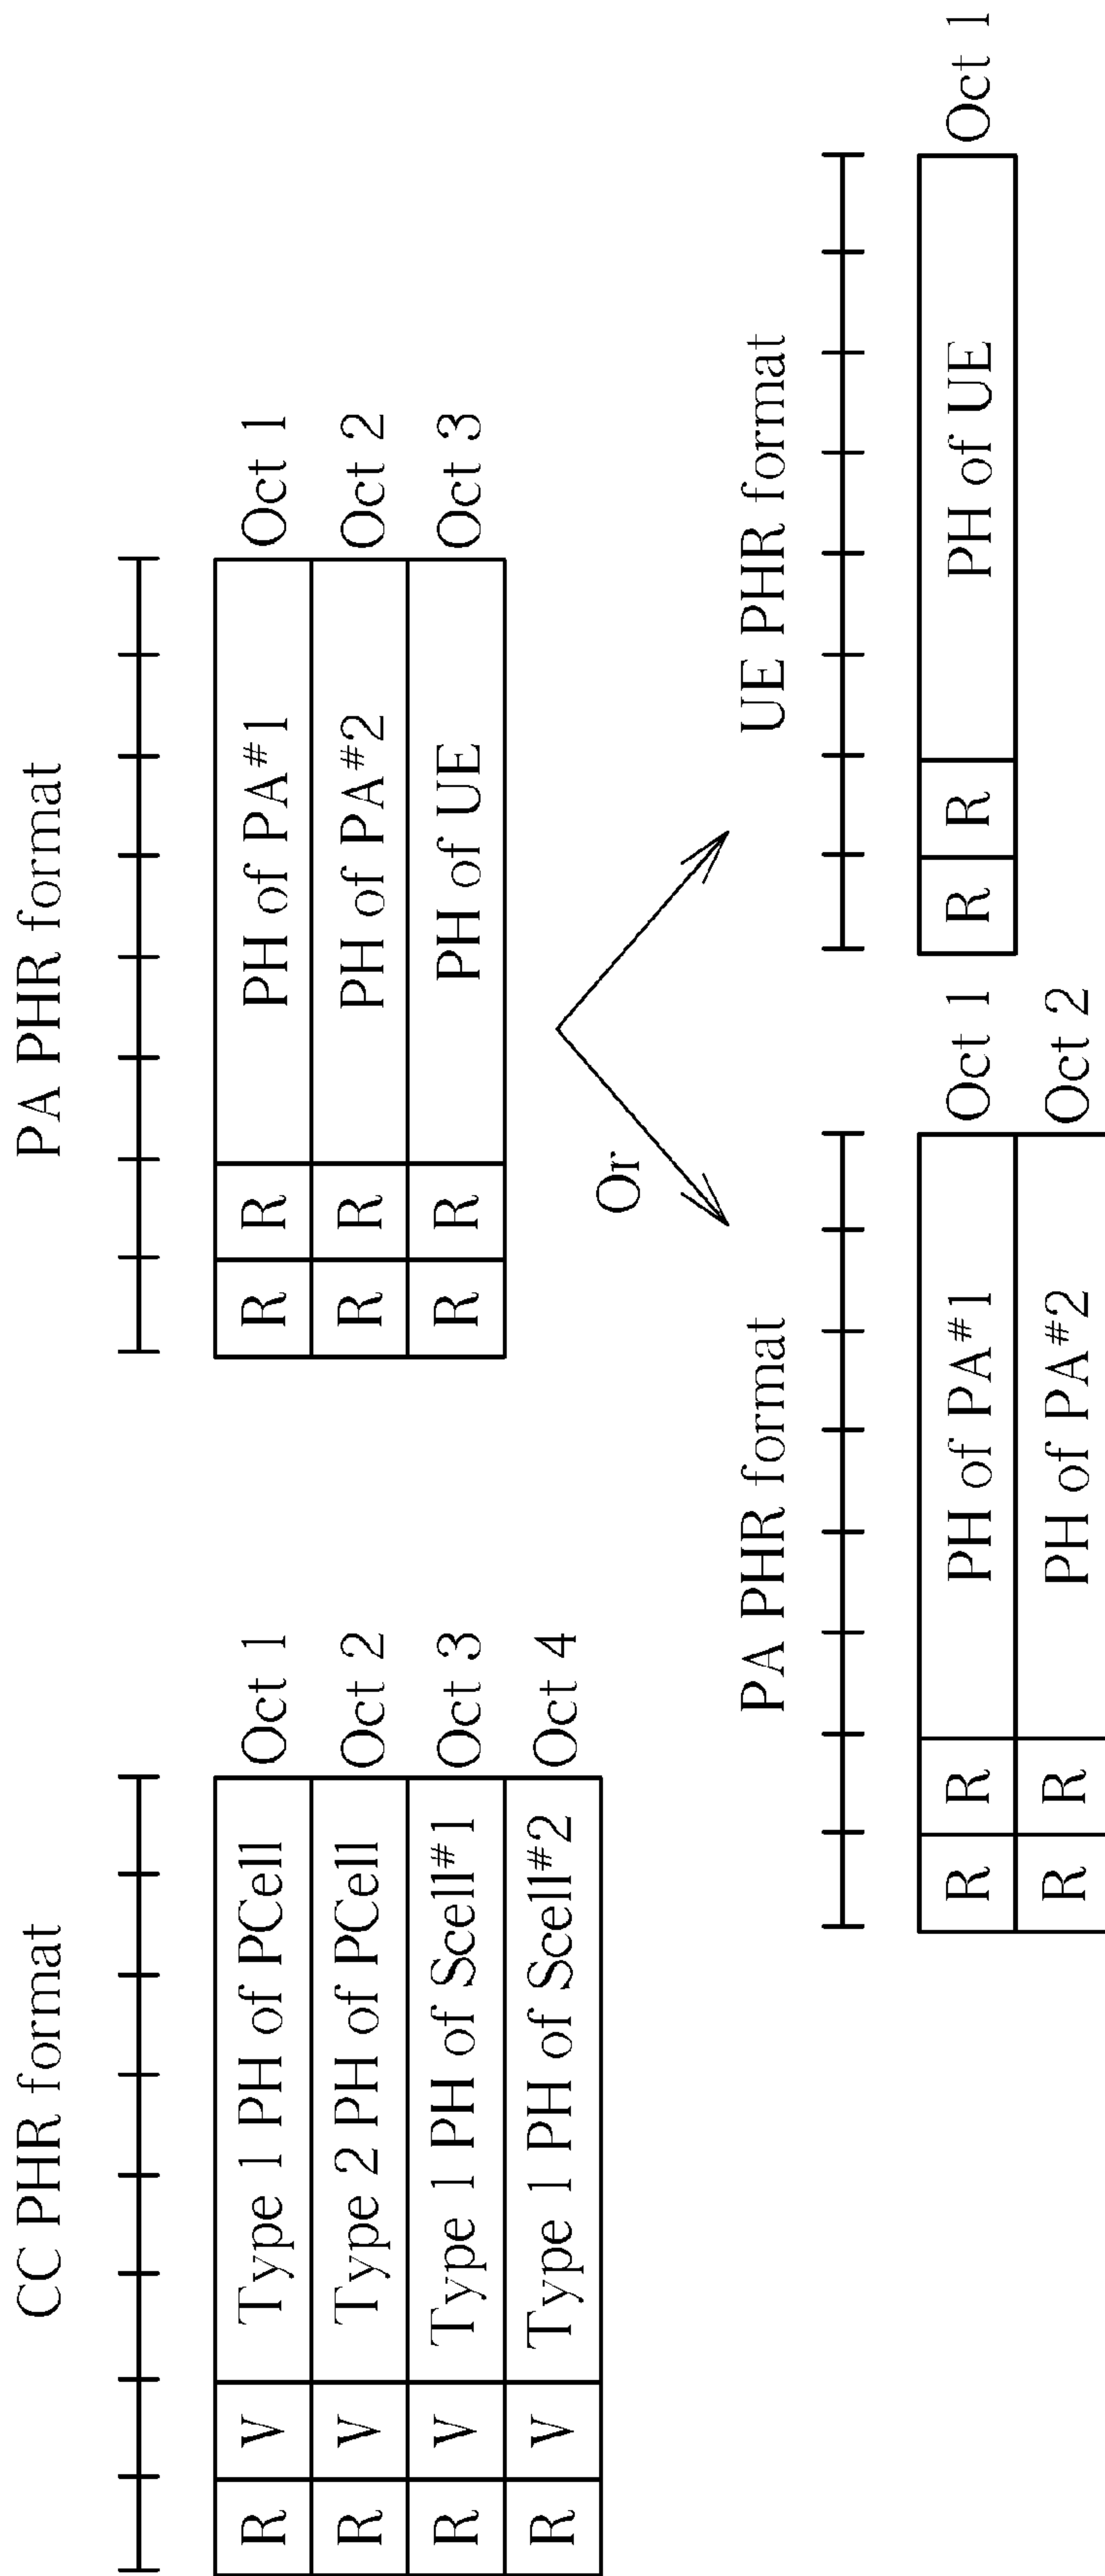 CC PHR format
R V Type 1 PH of PCell Oct 1
R V Type 2 PH of PCell Oct 2
R V Type 1 PH of Scell#1 Oct 3
R V Type 1 PH of Scell#2 Oct 4
PA PHR format
R R PH of PA#1 Oct 1
R R PH of PA#2 Oct 2
R R PH of UE Oct 3
Or
PA PHR format
R R PH of PA#1 Oct 1
R R PH of PA#2 Oct 2
UE PHR format
R R PH of UE Oct 1